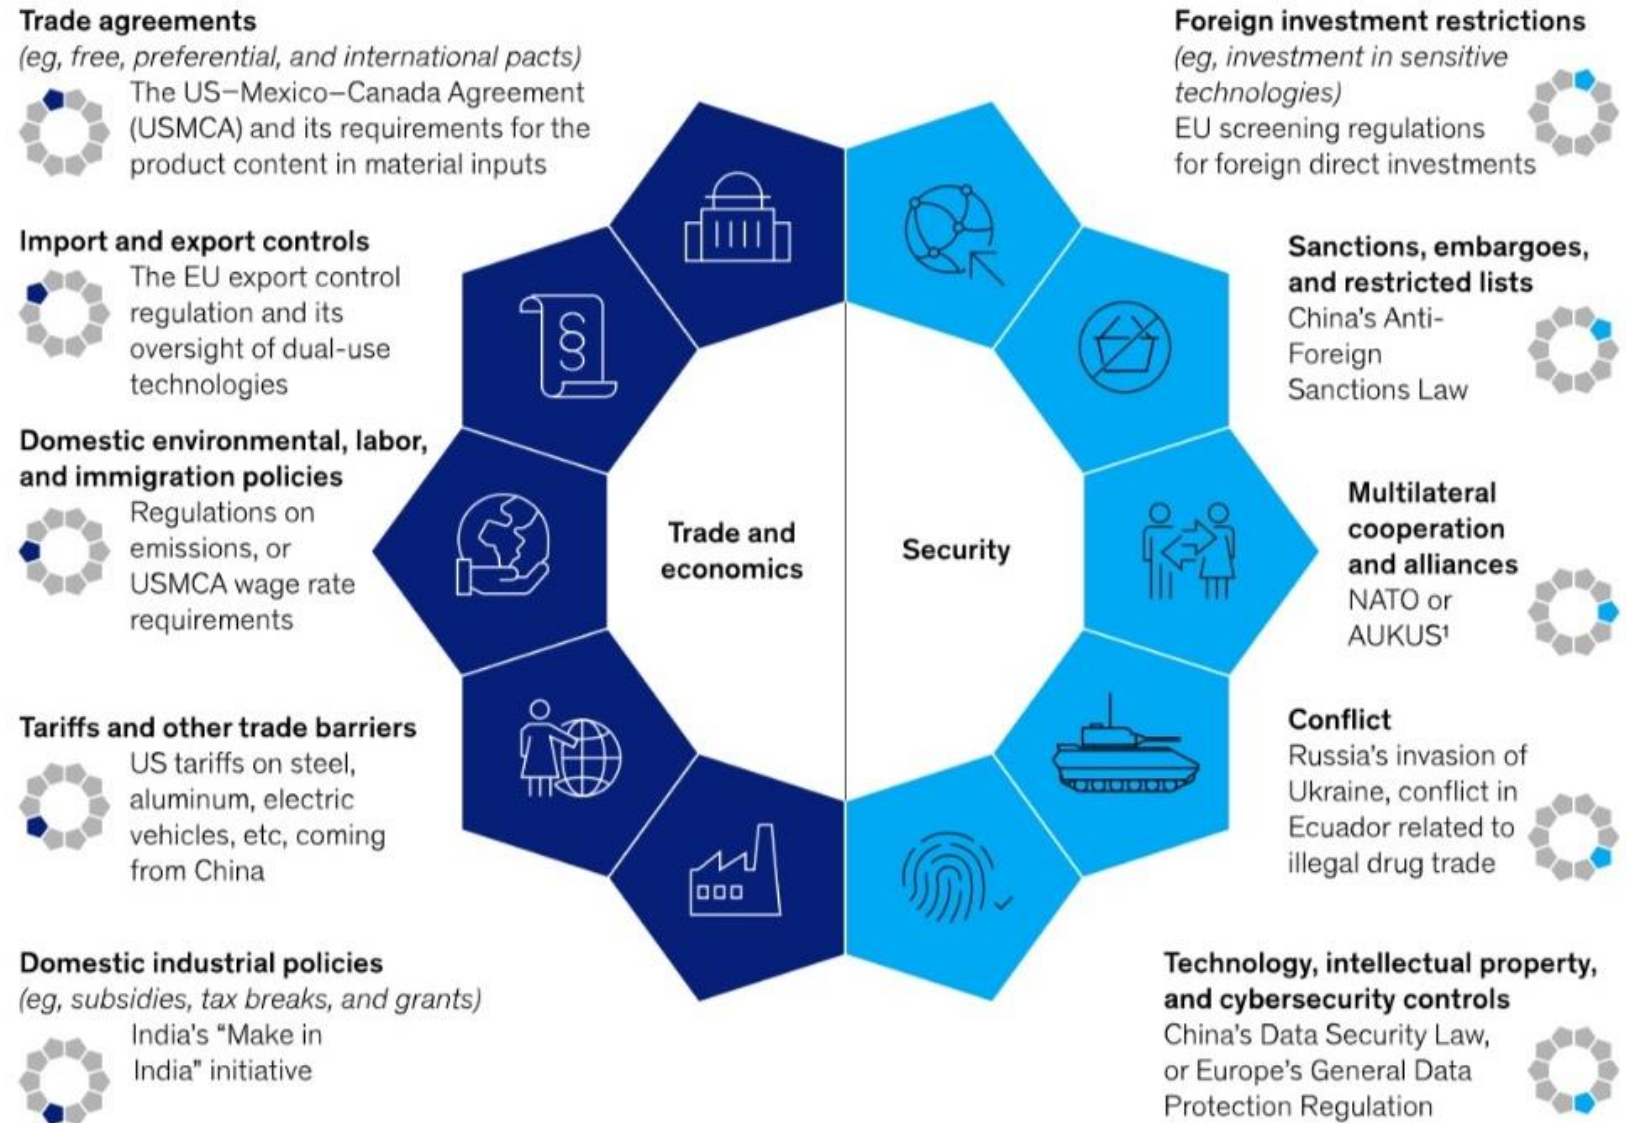 Trade agreements
(eg, free, preferential, and international pacts)
The US–Mexico–Canada Agreement
(USMCA) and its requirements for the
product content in material inputs
Import and export controls
The EU export control
regulation and its
oversight of dual-use
technologies
Domestic environmental, labor,
and immigration policies
Regulations on
emissions, or
USMCA wage rate
requirements
Tariffs and other trade barriers
US tariffs on steel,
aluminum, electric
vehicles, etc, coming
from China
Domestic industrial policies
(eg, subsidies, tax breaks, and grants)
India's “Make in
India” initiative
Trade and
economics
Security
Foreign investment restrictions
(eg, investment in sensitive
technologies)
EU screening regulations
for foreign direct investments
Sanctions, embargoes,
and restricted lists
China's Anti-
Foreign
Sanctions Law
Multilateral
cooperation
and alliances
NATO or
AUKUS¹
Conflict
Russia's invasion of
Ukraine, conflict in
Ecuador related to
illegal drug trade
Technology, intellectual property,
and cybersecurity controls
China's Data Security Law,
or Europe's General Data
Protection Regulation